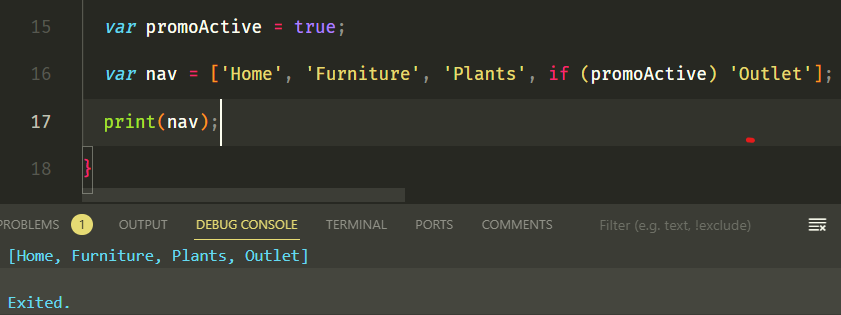 15 var promoActive = true;
16 var nav = ['Home', 'Furniture', 'Plants', if (promoActive) 'Outlet'];
17 print(nav);
18 }
PROBLEMS 1 OUTPUT DEBUG CONSOLE TERMINAL PORTS COMMENTS Filter (e.g. text, !exclude)
[Home, Furniture, Plants, Outlet]
Exited.